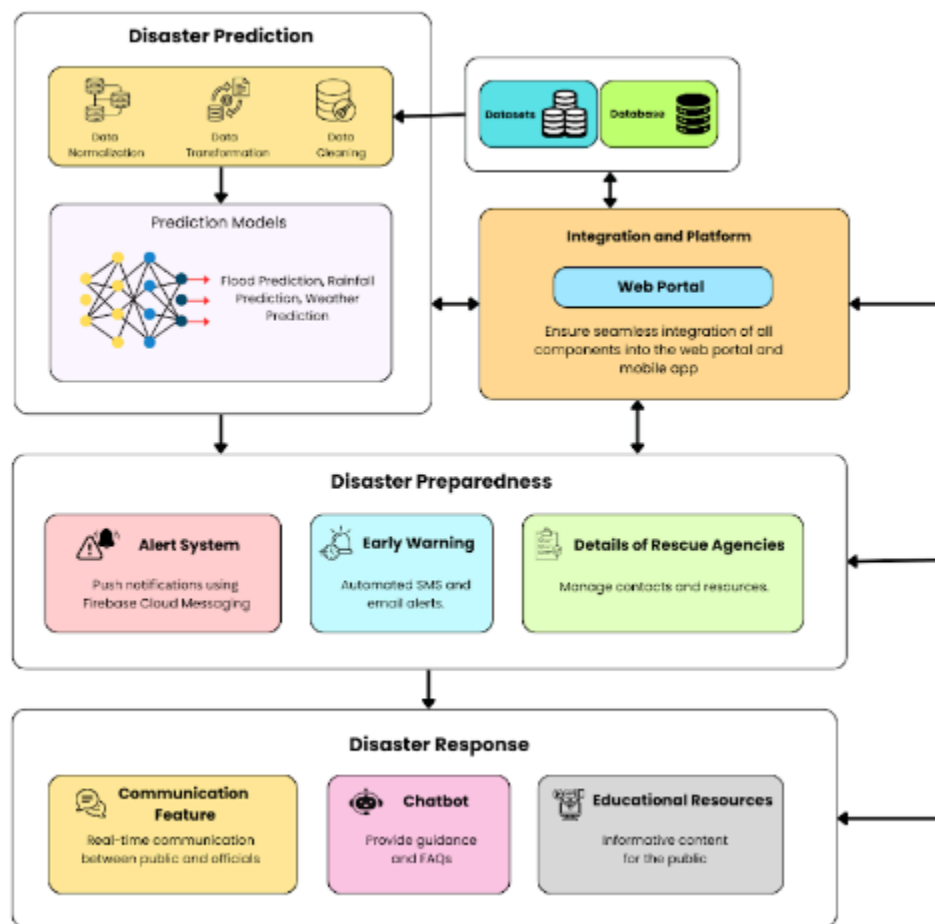 Disaster Prediction
Data
Normalization
Data
Transformation
Data
Cleaning
Datasets
Database
Prediction Models
Flood Prediction, Rainfall
Prediction, Weather
Prediction
Integration and Platform
Web Portal
Ensure seamless integration of all
components into the web portal and
mobile app
Disaster Preparedness
Alert System
Push notifications using
Firebase Cloud Messaging
Early Warning
Automated SMS and
email alerts.
Details of Rescue Agencies
Manage contacts and resources.
Disaster Response
Communication
Feature
Real-time communication
between public and officials
Chatbot
Provide guidance
and FAQs
Educational Resources
Informative content
for the public